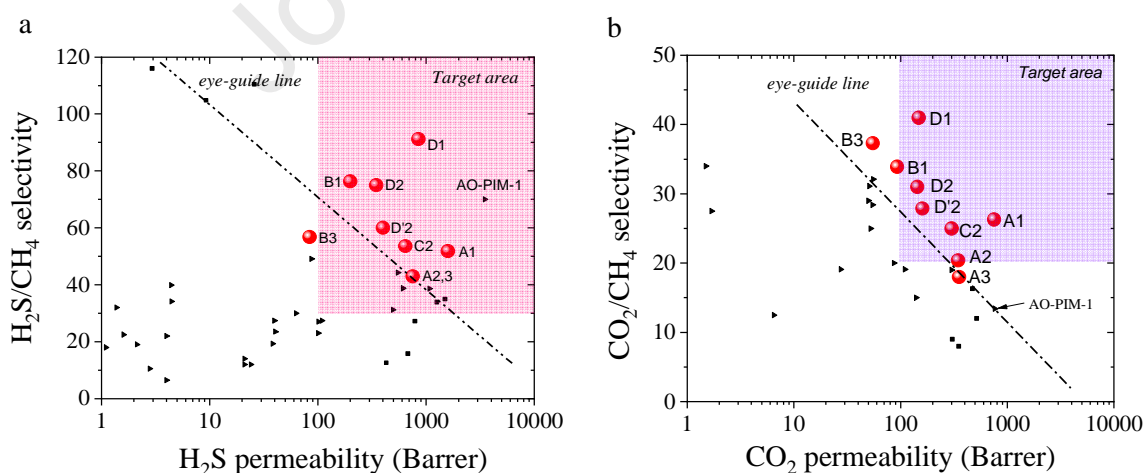 a
H₂S/CH₄ selectivity
120
100
80
60
40
20
0
eye-guide line
Target area
D1
B1
D2
AO-PIM-1
D'2
B3
C2
A1
A2,3
1
10
100
1000
10000
H₂S permeability (Barrer)
b
CO₂/CH₄ selectivity
50
40
30
20
10
0
eye-guide line
Target area
D1
B3
B1
D2
D'2
A1
C2
A2
A3
AO-PIM-1
1
10
100
1000
10000
CO₂ permeability (Barrer)